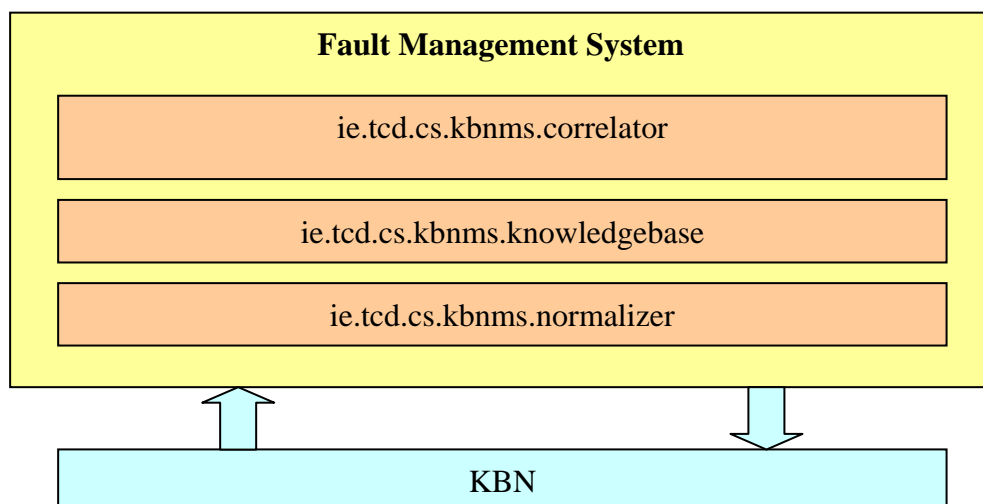 Fault Management System
ie.tcd.cs.kbnms.correlator
ie.tcd.cs.kbnms.knowledgebase
ie.tcd.cs.kbnms.normalizer
KBN